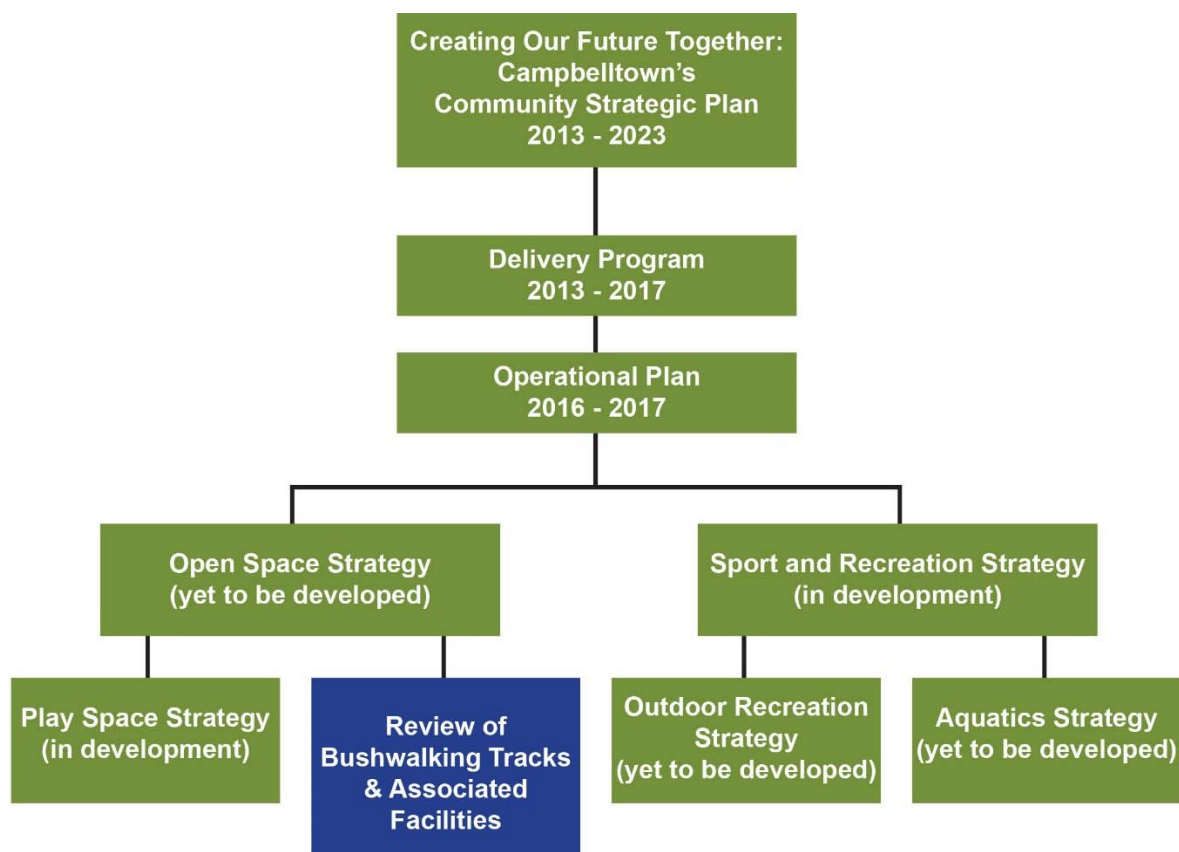 Creating Our Future Together:
Campbelltown's
Community Strategic Plan
2013 - 2023
Delivery Program
2013 - 2017
Operational Plan
2016 - 2017
Open Space Strategy
(yet to be developed)
Sport and Recreation Strategy
(in development)
Play Space Strategy
(in development)
Review of
Bushwalking Tracks
& Associated
Facilities
Outdoor Recreation
Strategy
(yet to be developed)
Aquatics Strategy
(yet to be developed)